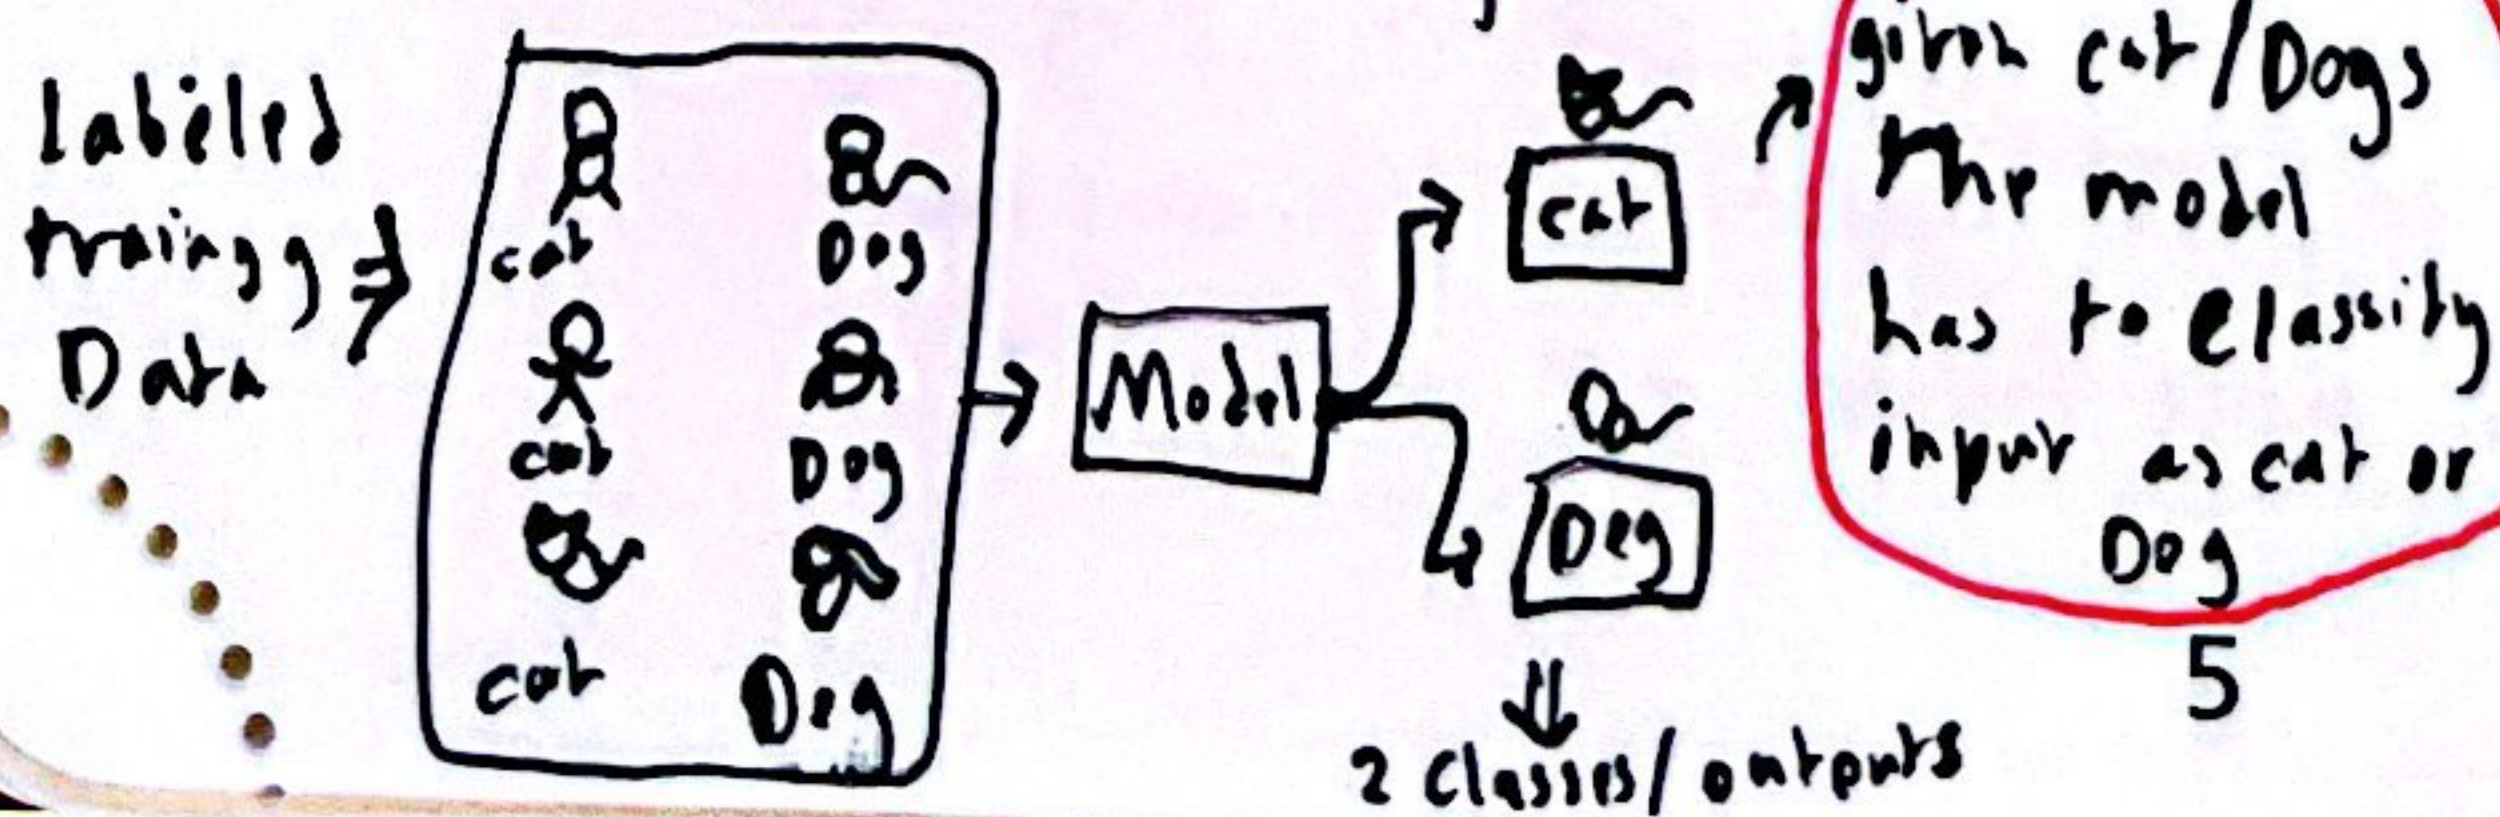 labeled
trainggg
Data
cat Dog
cat Dog
cat Dog
Model
cat
Dog
2 Classes/outputs
given cat/Dogs
The model
has to classify
input as cat or
Dog
5